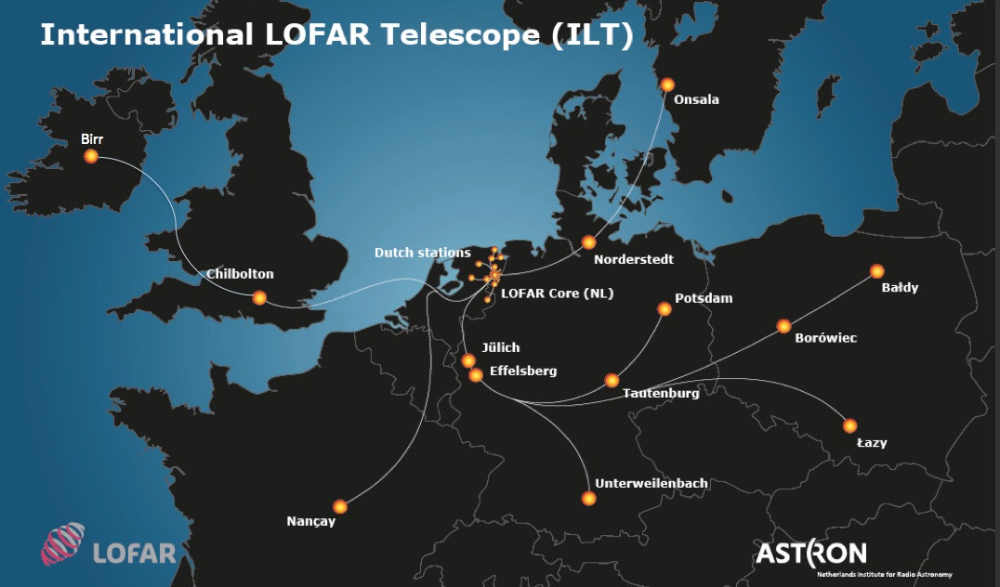 International LOFAR Telescope (ILT)
Onsala
Birr
Dutch stations
Norderstedt
Chilbolton
LOFAR Core (NL)
Bałdy
Potsdam
Borówiec
Jülich
Effelsberg
Tautenburg
Łazy
Unterweilenbach
Nançay
LOFAR
ASTRON
Netherlands Institute for Radio Astronomy